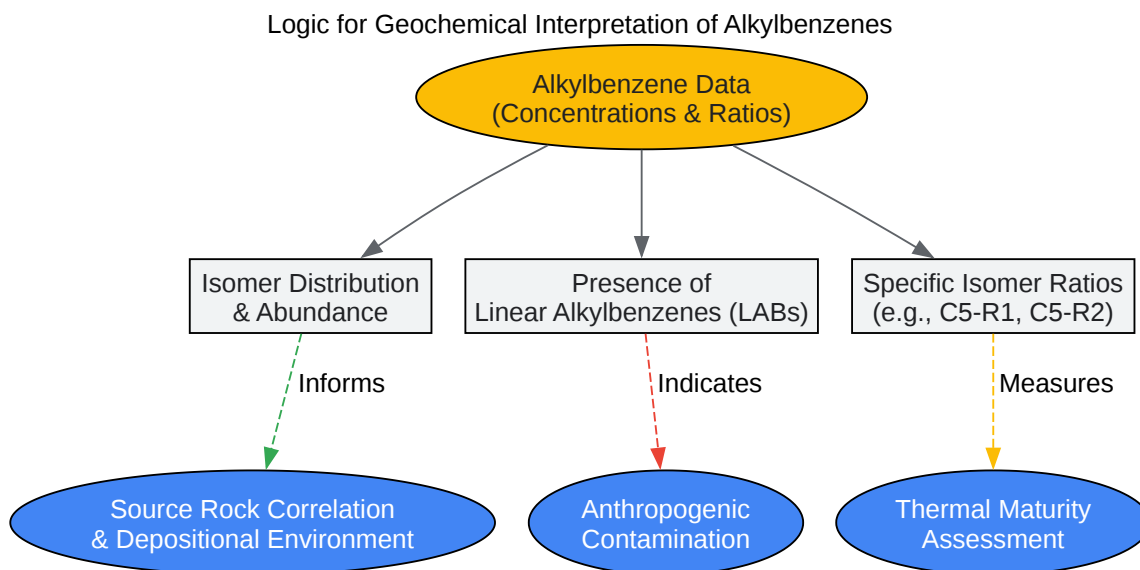 Logic for Geochemical Interpretation of Alkylbenzenes
Alkylbenzene Data
(Concentrations & Ratios)
Isomer Distribution
& Abundance
Presence of
Linear Alkylbenzenes (LABs)
Specific Isomer Ratios
(e.g., C5-R1, C5-R2)
Informs
Indicates
Measures
Source Rock Correlation
& Depositional Environment
Anthropogenic
Contamination
Thermal Maturity
Assessment